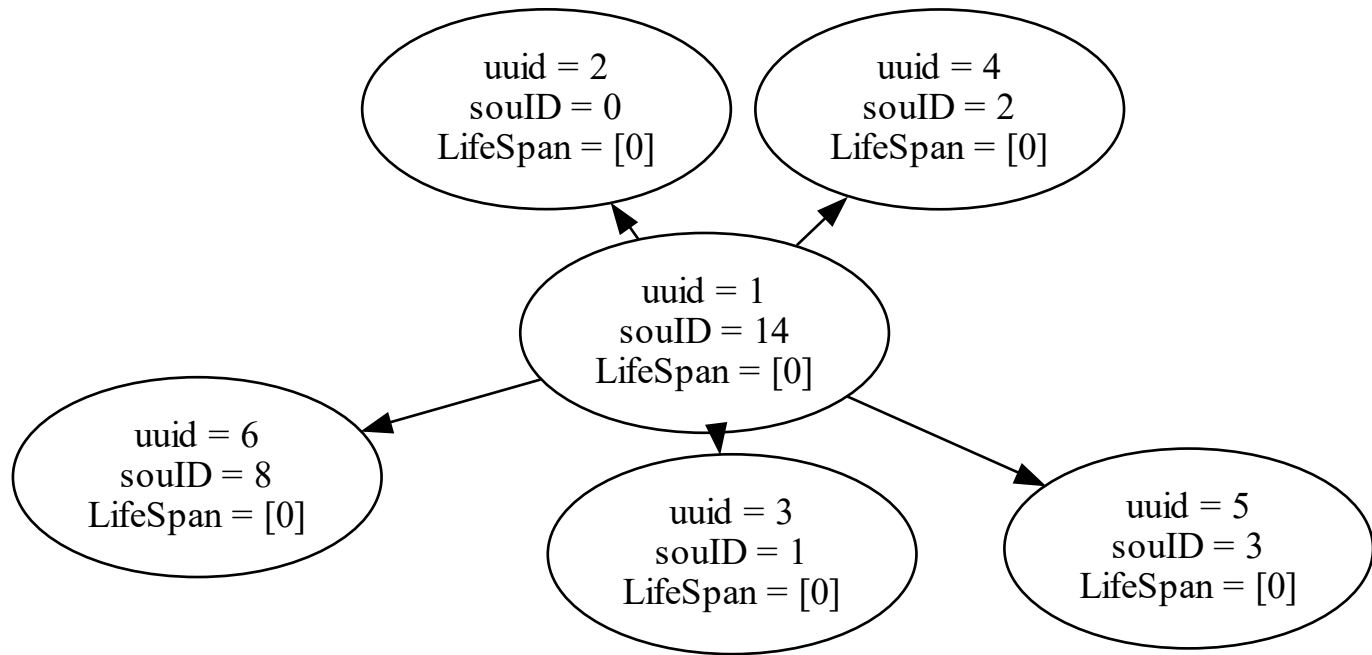 uuid = 2
souID = 0
LifeSpan = [0]
uuid = 4
souID = 2
LifeSpan = [0]
uuid = 1
souID = 14
LifeSpan = [0]
uuid = 6
souID = 8
LifeSpan = [0]
uuid = 3
souID = 1
LifeSpan = [0]
uuid = 5
souID = 3
LifeSpan = [0]